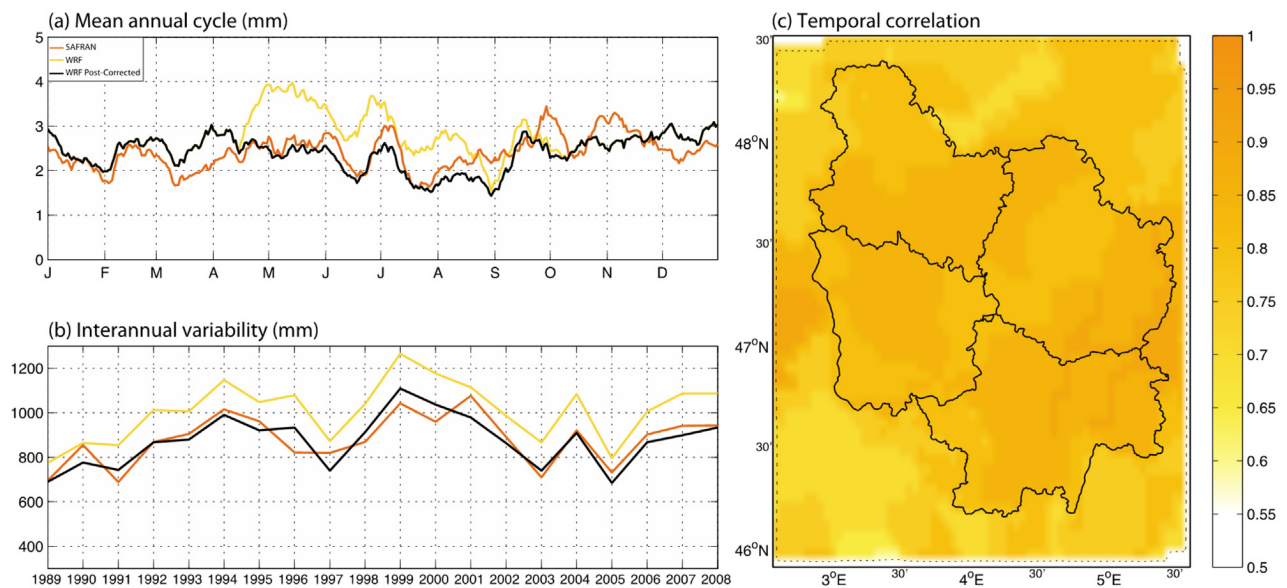 (a) Mean annual cycle (mm)
5
4
3
2
1
0
SAFRAN
WRF
WRF Post-Corrected
J F M A M J J A S O N D
(b) Interannual variability (mm)
1200
1000
800
600
400
1989 1990 1991 1992 1993 1994 1995 1996 1997 1998 1999 2000 2001 2002 2003 2004 2005 2006 2007 2008
(c) Temporal correlation
30'
48°N
30'
47°N
30'
46°N
3°E 30' 4°E 30' 5°E 30'
1
0.95
0.9
0.85
0.8
0.75
0.7
0.65
0.6
0.55
0.5